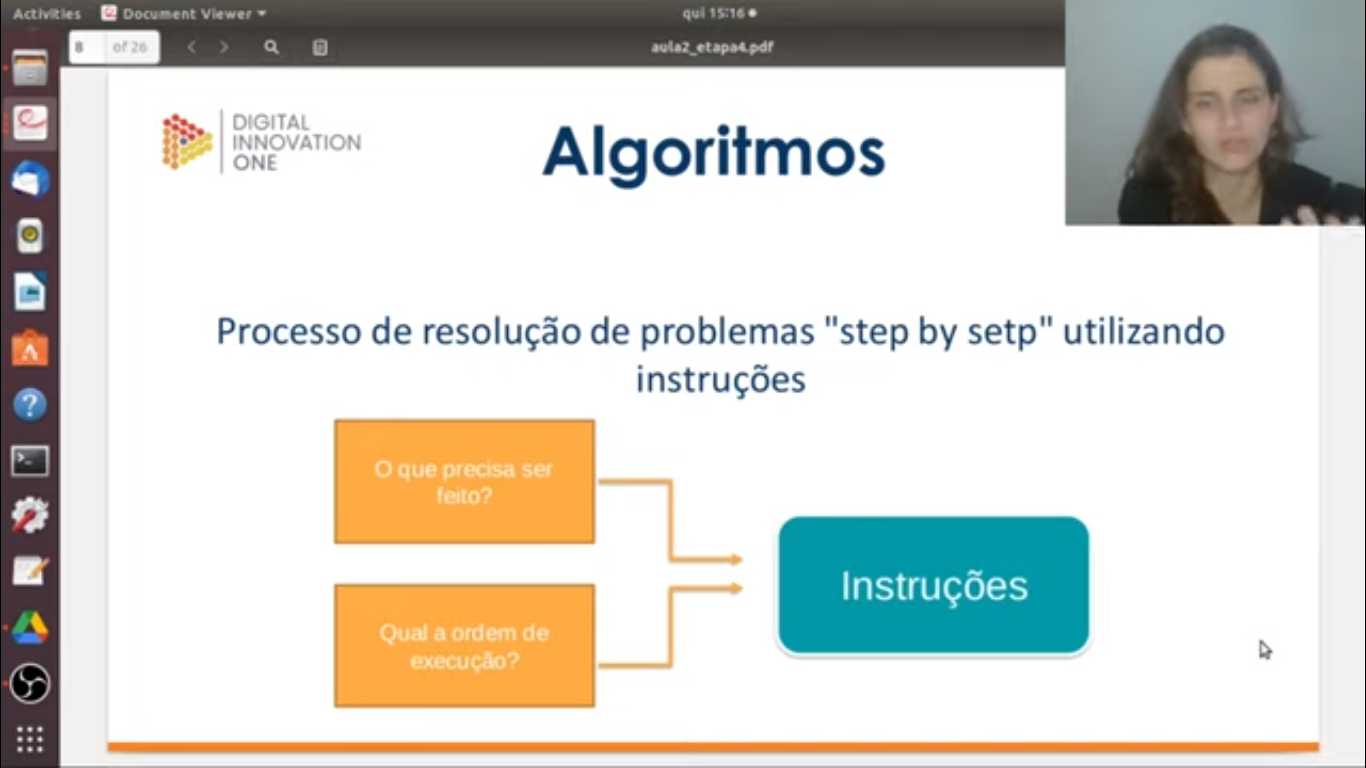 Activities
Document Viewer
qui 15:16
8
of 26
aula2_etapa4.pdf
DIGITAL
INNOVATION
ONE
Algoritmos
Processo de resolução de problemas "step by setp" utilizando
instruções
O que precisa ser
feito?
Qual a ordem de
execução?
Instruções